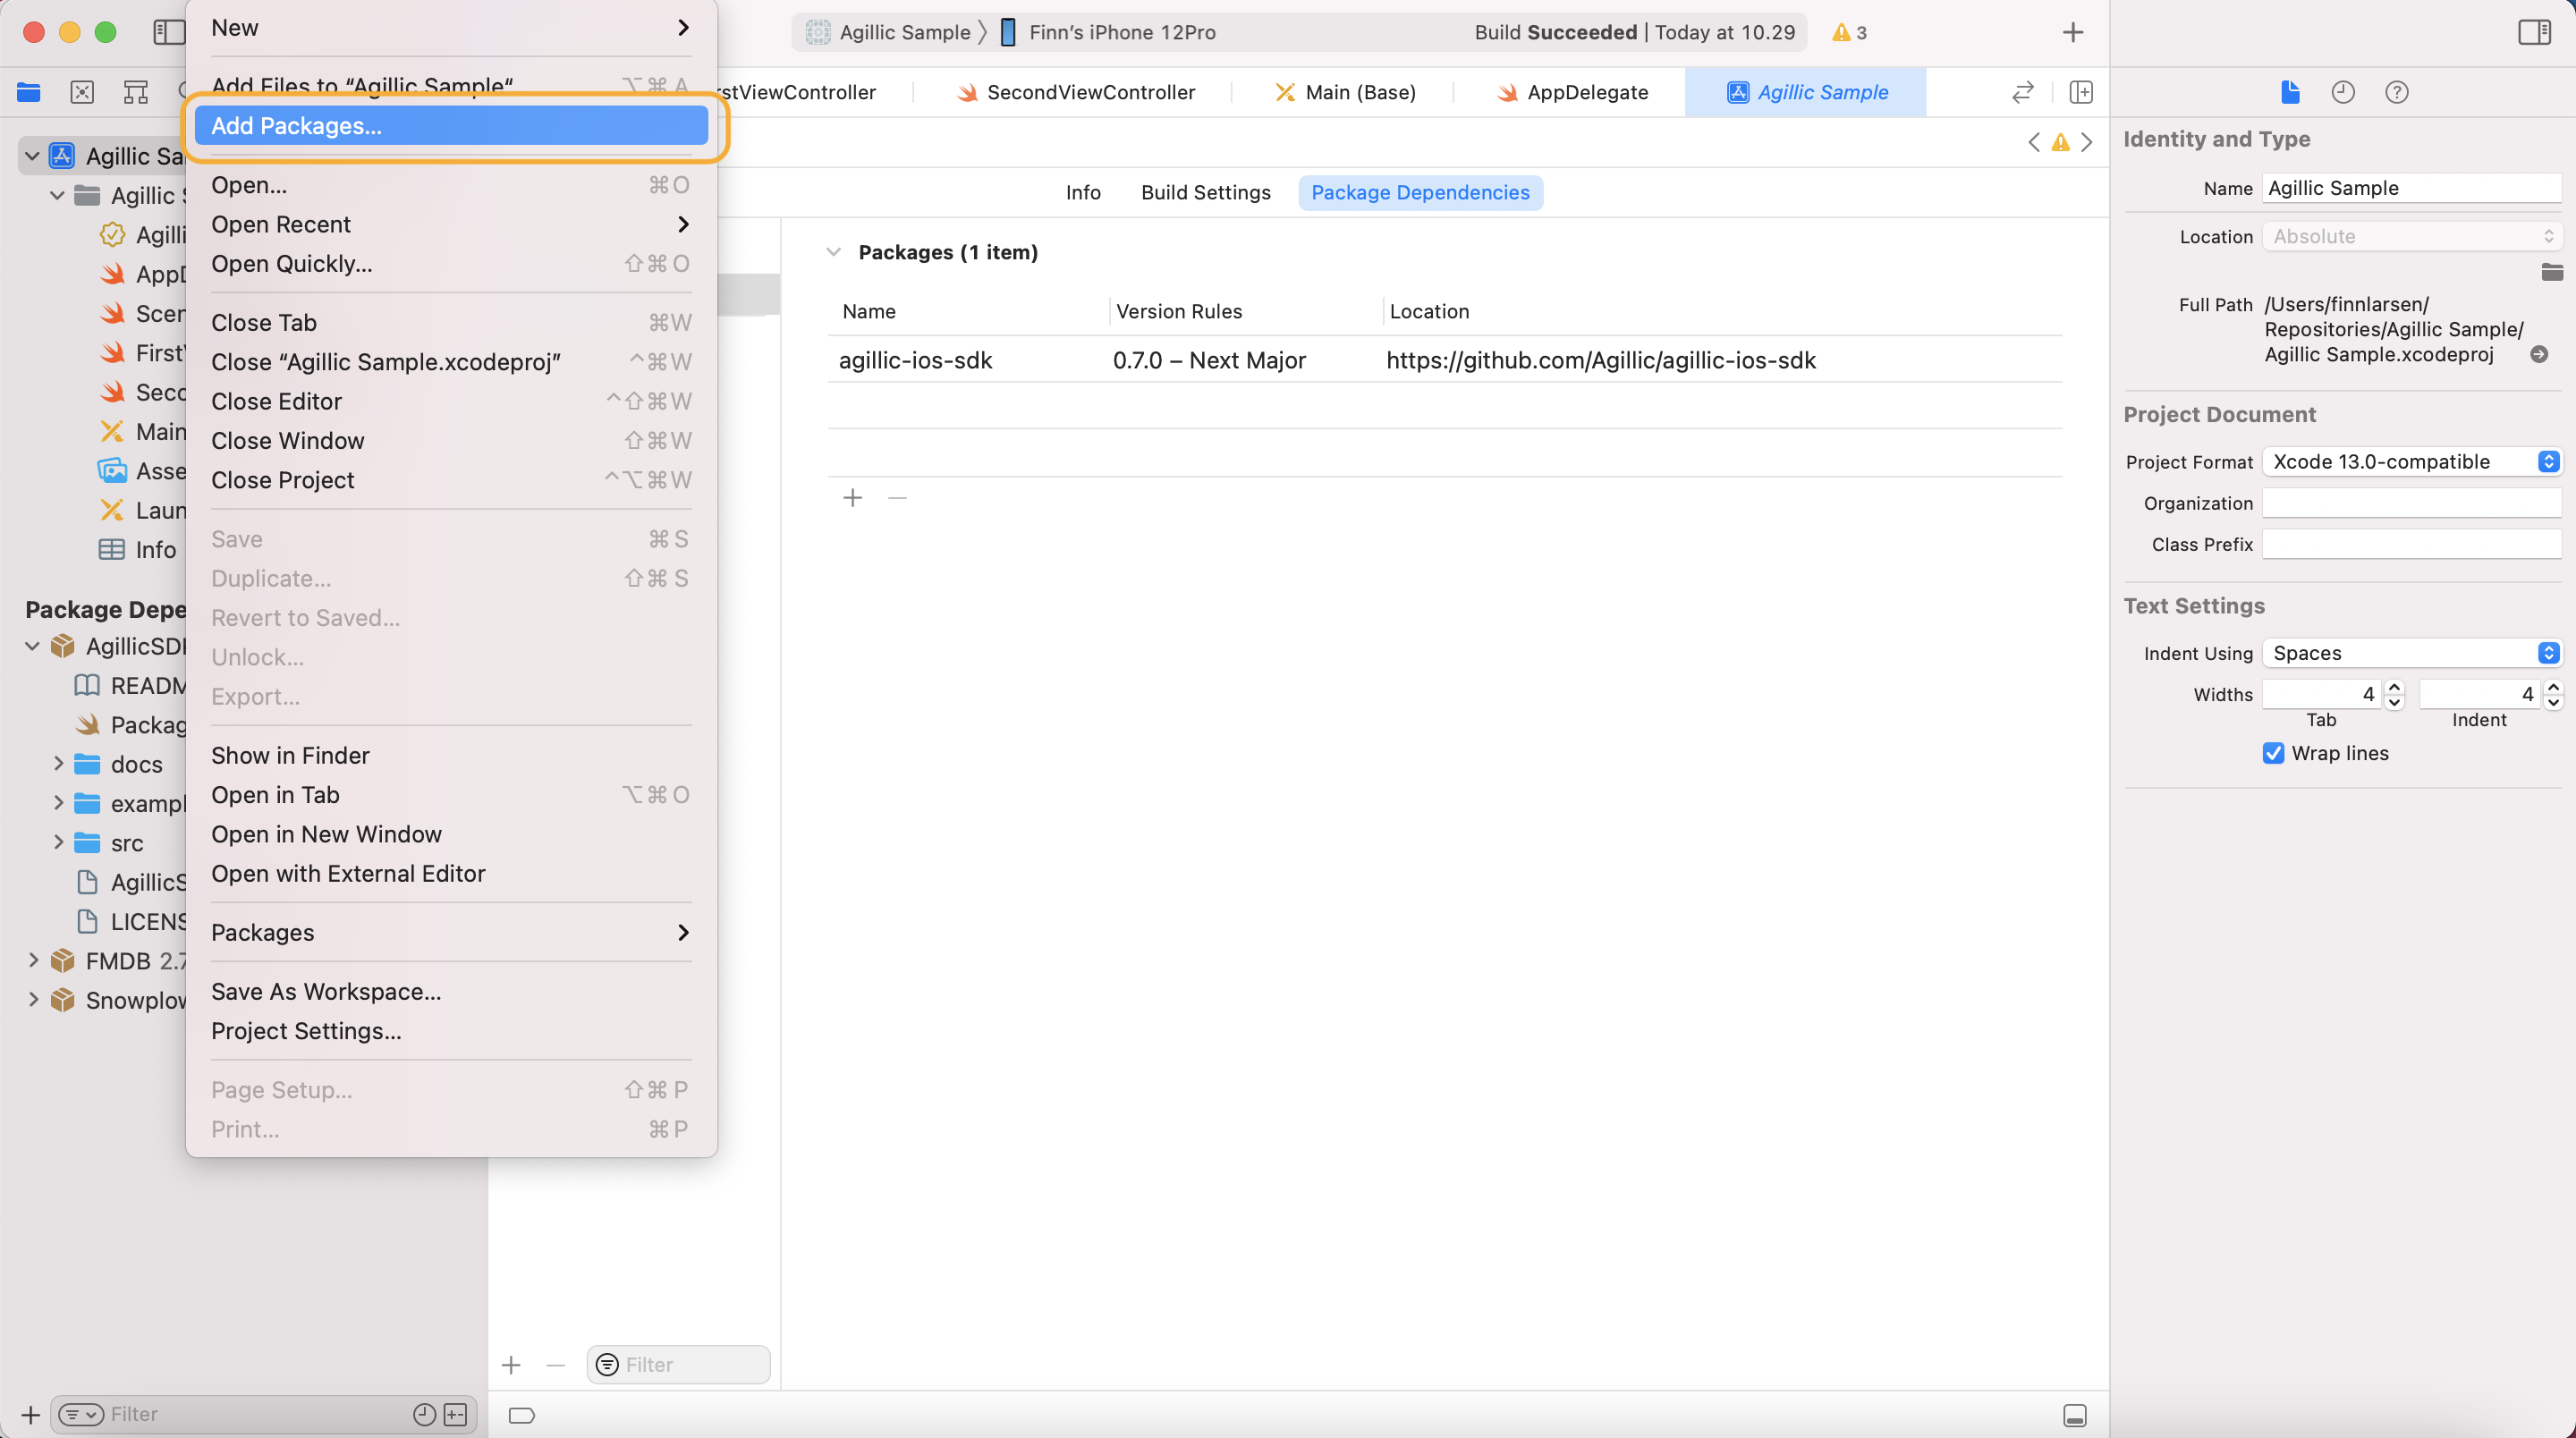 New
Add Files to “Agillic Sample“...
Add Packages...
Open...
⌘O
Open Recent
Open Quickly...
⇧⌘O
Close Tab
⌘W
Close “Agillic Sample.xcodeproj”
^⌘W
Close Editor
^⇧⌘W
Close Window
⇧⌘W
Close Project
^⌥⌘W
Save
⌘S
Duplicate...
⇧⌘S
Revert to Saved...
Unlock...
Export...
Show in Finder
Open in Tab
⌥⌘O
Open in New Window
Open with External Editor
Packages
Save As Workspace...
Project Settings...
Page Setup...
⇧⌘P
Print...
⌘P
Agillic Sa
Agillic S
Agilli
AppD
Scen
First
Seco
Main
Asse
Laun
Info
Package Depe
AgillicSD
READM
Packag
docs
exampl
src
AgillicS
LICENS
FMDB 2.7
Snowplow
Filter
Agillic Sample
Finn’s iPhone 12Pro
Build Succeeded | Today at 10.29
3
rstViewController
SecondViewController
Main (Base)
AppDelegate
Agillic Sample
Info
Build Settings
Package Dependencies
Packages (1 item)
Name
Version Rules
Location
agillic-ios-sdk
0.7.0 – Next Major
https://github.com/Agillic/agillic-ios-sdk
Filter
Identity and Type
Name
Agillic Sample
Location
Absolute
Full Path
/Users/finnlarsen/
Repositories/Agillic Sample/
Agillic Sample.xcodeproj
Project Document
Project Format
Xcode 13.0-compatible
Organization
Class Prefix
Text Settings
Indent Using
Spaces
Widths
4
4
Tab
Indent
Wrap lines